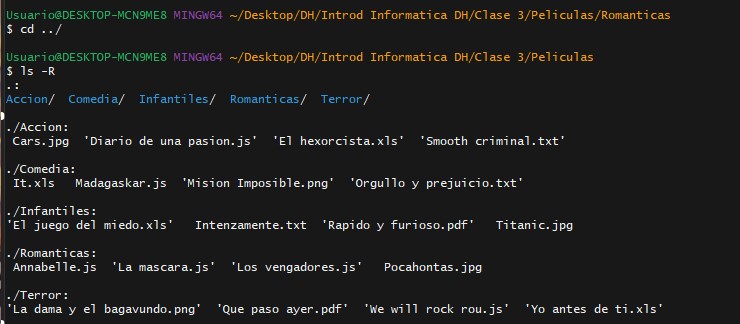 Usuario@DESKTOP-MCN9ME8 MINGW64 ~/Desktop/DH/Introd Informatica DH/Clase 3/Peliculas/Romanticas
$ cd ../
Usuario@DESKTOP-MCN9ME8 MINGW64 ~/Desktop/DH/Introd Informatica DH/Clase 3/Peliculas
$ ls -R
.:
Accion/  Comedia/  Infantiles/  Romanticas/  Terror/
./Accion:
 Cars.jpg  'Diario de una pasion.js'  'El hexorcista.xls'  'Smooth criminal.txt'
./Comedia:
 It.xls   Madagaskar.js  'Mision Imposible.png'  'Orgullo y prejuicio.txt'
./Infantiles:
'El juego del miedo.xls'   Intenzamente.txt  'Rapido y furioso.pdf'   Titanic.jpg
./Romanticas:
 Annabelle.js  'La mascara.js'  'Los vengadores.js'   Pocahontas.jpg
./Terror:
'La dama y el bagavundo.png'  'Que paso ayer.pdf'  'We will rock rou.js'  'Yo antes de ti.xls'